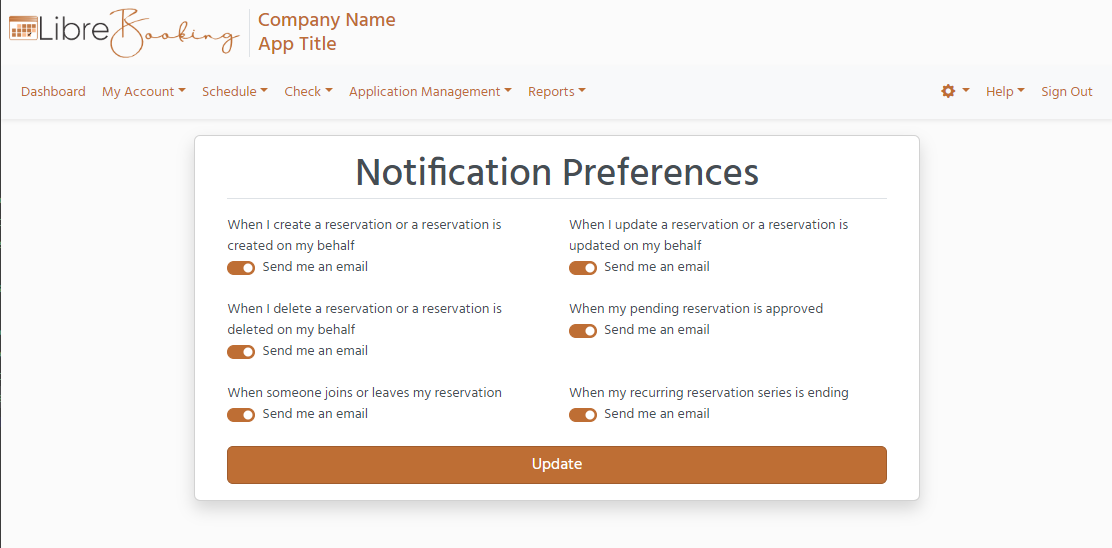 Libre Booking
Company Name
App Title
Dashboard My Account Schedule Check Application Management Reports Help Sign Out
Notification Preferences
When I create a reservation or a reservation is
created on my behalf
Send me an email
When I update a reservation or a reservation is
updated on my behalf
Send me an email
When I delete a reservation or a reservation is
deleted on my behalf
Send me an email
When my pending reservation is approved
Send me an email
When someone joins or leaves my reservation
Send me an email
When my recurring reservation series is ending
Send me an email
Update